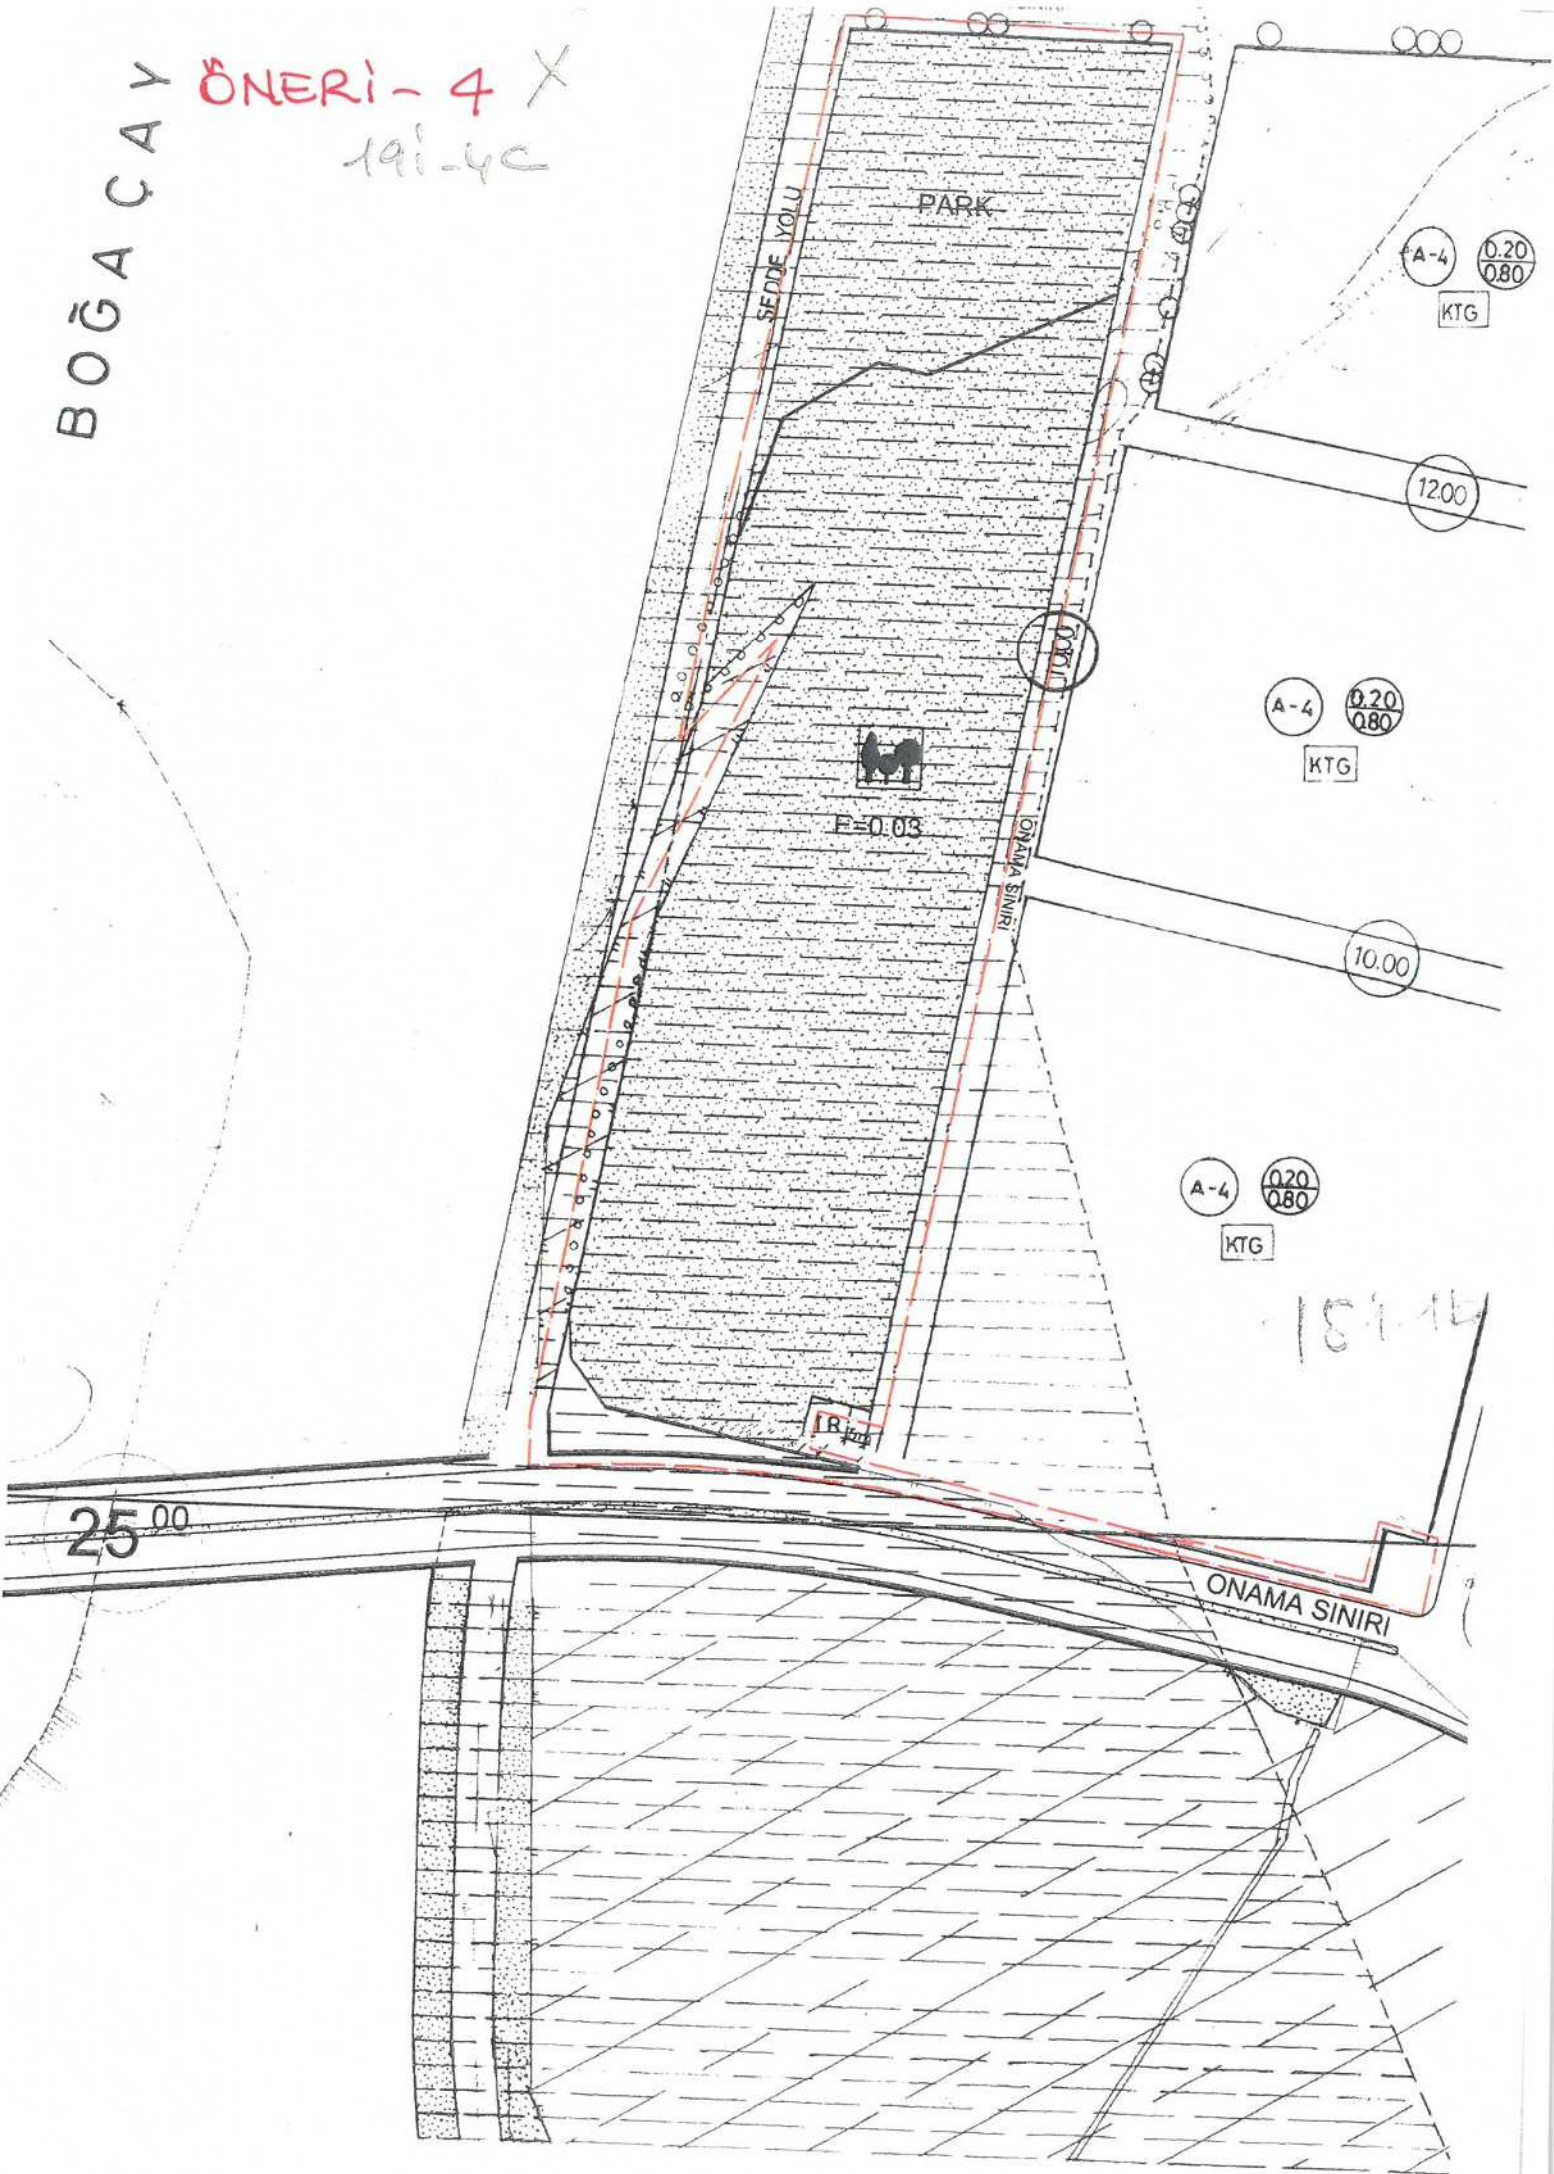 BOĞAÇAY
ÖNERİ - 4 X
19i-4c
PARK
SEDDE YOLU
A-4
0.20
0.80
KTG
12.00
A-4
0.20
0.80
KTG
E=0.03
ONAMA SINIRI
10.00
A-4
0.20
0.80
KTG
TR
25 00
ONAMA SINIRI